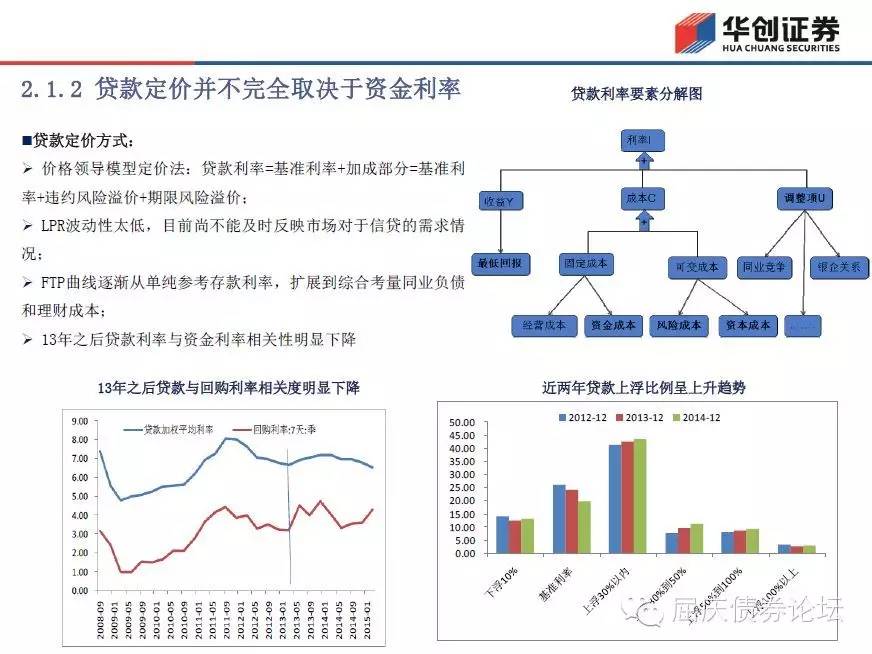 华创证券
HUA CHUANG SECURITIES
2.1.2 贷款定价并不完全取决于资金利率
■贷款定价方式：
➢ 价格领导模型定价法：贷款利率=基准利率+加成部分=基准利
率+违约风险溢价+期限风险溢价；
➢ LPR波动性太低，目前尚不能及时反映市场对于信贷的需求情
况；
➢ FTP曲线逐渐从单纯参考存款利率，扩展到综合考量同业负债
和理财成本；
➢ 13年之后贷款利率与资金利率相关性明显下降
贷款利率要素分解图
利率I
+
收益Y
成本C
调整项U
+
最低回报
固定成本
可变成本
同业竞争
银企关系
经营成本
资金成本
风险成本
资本成本
......
13年之后贷款与回购利率相关度明显下降
贷款加权平均利率
回购利率:7天:季
9.00
8.00
7.00
6.00
5.00
4.00
3.00
2.00
1.00
0.00
2008-09
2009-01
2009-05
2009-09
2010-01
2010-05
2010-09
2011-01
2011-05
2011-09
2012-01
2012-05
2012-09
2013-01
2013-05
2013-09
2014-01
2014-05
2014-09
2015-01
近两年贷款上浮比例呈上升趋势
2012-12
2013-12
2014-12
50.00
45.00
40.00
35.00
30.00
25.00
20.00
15.00
10.00
5.00
0.00
下浮10%
基准利率
上浮30%以内
30%到50%
上浮50%到100%
上浮100%以上
屈庆债券论坛